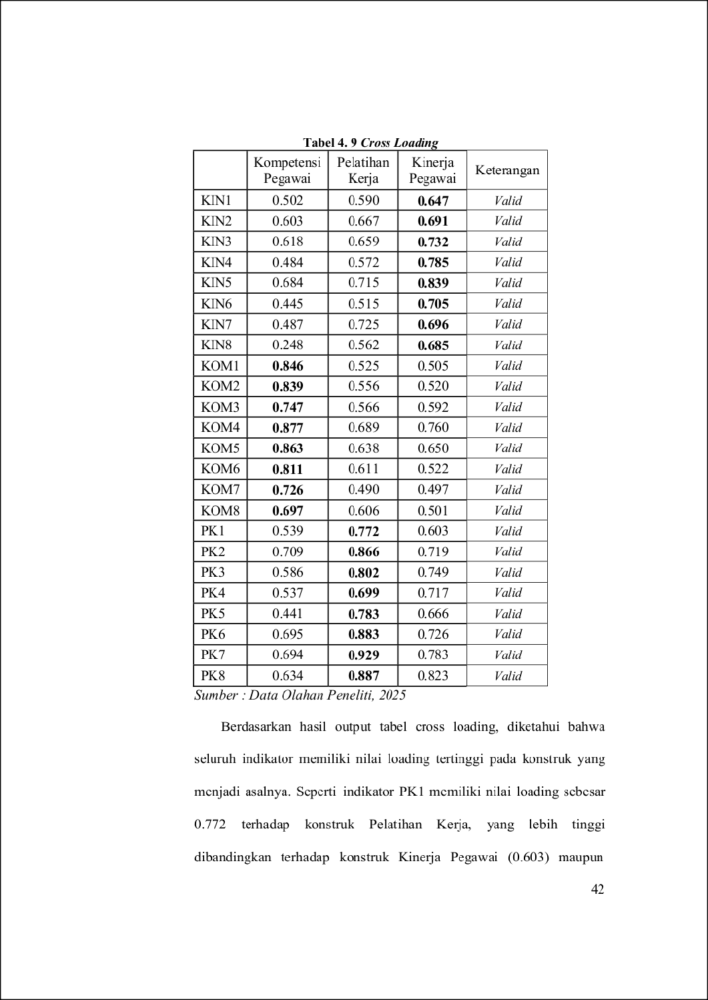 Tabel 4. 9 Cross Loading
Kompetensi Pegawai Pelatihan Kerja Kinerja Pegawai Keterangan
KIN1 0.502 0.590 0.647 Valid
KIN2 0.603 0.667 0.691 Valid
KIN3 0.618 0.659 0.732 Valid
KIN4 0.484 0.572 0.785 Valid
KIN5 0.684 0.715 0.839 Valid
KIN6 0.445 0.515 0.705 Valid
KIN7 0.487 0.725 0.696 Valid
KIN8 0.248 0.562 0.685 Valid
KOM1 0.846 0.525 0.505 Valid
KOM2 0.839 0.556 0.520 Valid
KOM3 0.747 0.566 0.592 Valid
KOM4 0.877 0.689 0.760 Valid
KOM5 0.863 0.638 0.650 Valid
KOM6 0.811 0.611 0.522 Valid
KOM7 0.726 0.490 0.497 Valid
KOM8 0.697 0.606 0.501 Valid
PK1 0.539 0.772 0.603 Valid
PK2 0.709 0.866 0.719 Valid
PK3 0.586 0.802 0.749 Valid
PK4 0.537 0.699 0.717 Valid
PK5 0.441 0.783 0.666 Valid
PK6 0.695 0.883 0.726 Valid
PK7 0.694 0.929 0.783 Valid
PK8 0.634 0.887 0.823 Valid
Sumber : Data Olahan Peneliti, 2025
Berdasarkan hasil output tabel cross loading, diketahui bahwa
seluruh indikator memiliki nilai loading tertinggi pada konstruk yang
menjadi asalnya. Seperti indikator PK1 memiliki nilai loading sebesar
0.772 terhadap konstruk Pelatihan Kerja, yang lebih tinggi
dibandingkan terhadap konstruk Kinerja Pegawai (0.603) maupun
42